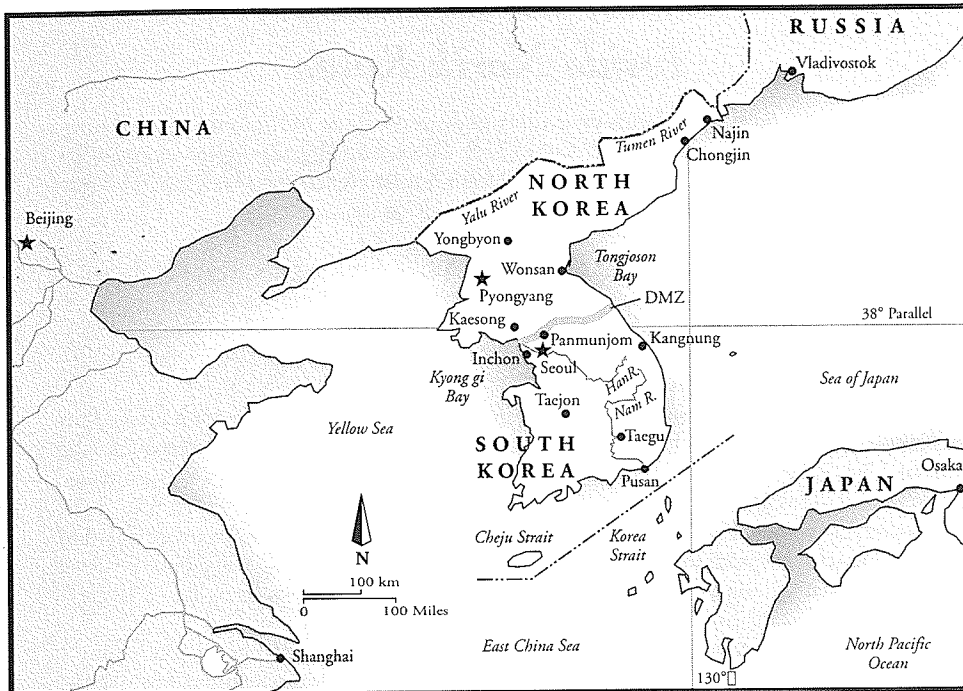 RUSSIA
Vladivostok
CHINA
Tumen River
Najin
Chongjin
NORTH
KOREA
Yalu River
Beijing
Yongbyon
Wonsan
Tongjoson
Bay
Pyongyang
DMZ
Kaesong
38° Parallel
Panmunjom
Kangnung
Inchon
Seoul
Kyong gi
Bay
Han R.
Sea of Japan
Taejon
Nam R.
Yellow Sea
SOUTH
KOREA
Taegu
Pusan
JAPAN
Osaka
Cheju Strait
Korea
Strait
N
100 km
0
100 Miles
East China Sea
North Pacific
Ocean
Shanghai
130°